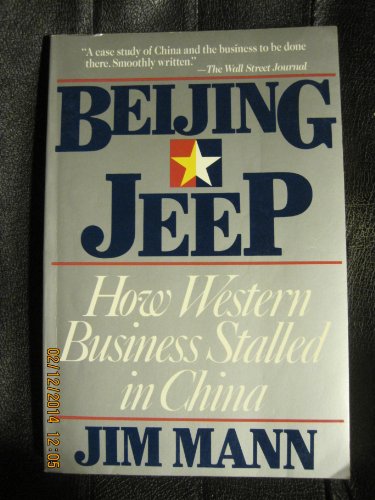 "A case study of China and the business to be done
there. Smoothly written." —The Wall Street Journal
BEIJING
JEEP
How Western
Business Stalled
in China
JIM MANN
02/12/2014 12:05